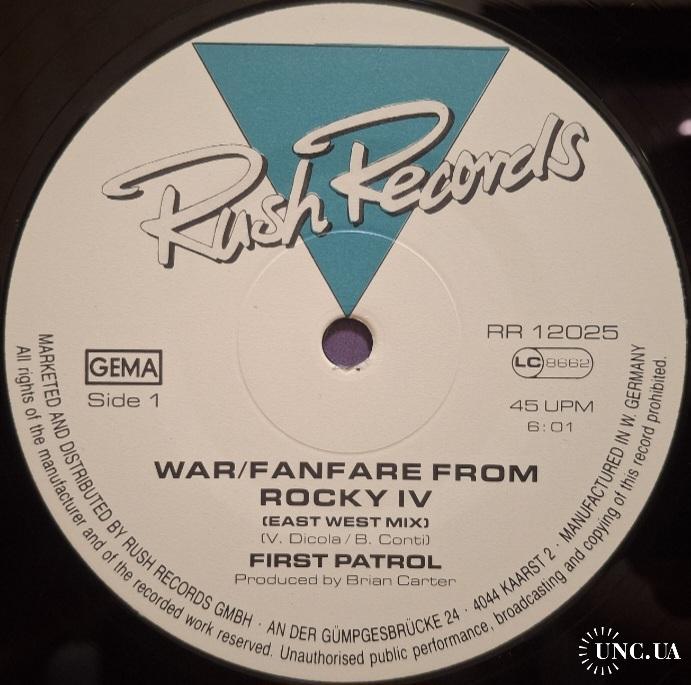 Rush Records
RR 12025
GEMA
LC 8662
Side 1
45 UPM
6:01
WAR/FANFARE FROM
ROCKY IV
(EAST WEST MIX)
(V. Dicola / B. Conti)
FIRST PATROL
Produced by Brian Carter
MARKETED AND DISTRIBUTED BY RUSH RECORDS GMBH · AN DER GÜMPGESBRÜCKE 24 · 4044 KAARST 2 · MANUFACTURED IN W. GERMANY
All rights of the manufacturer and of the recorded work reserved. Unauthorised public performance, broadcasting and copying of this record prohibited.
UNC.UA